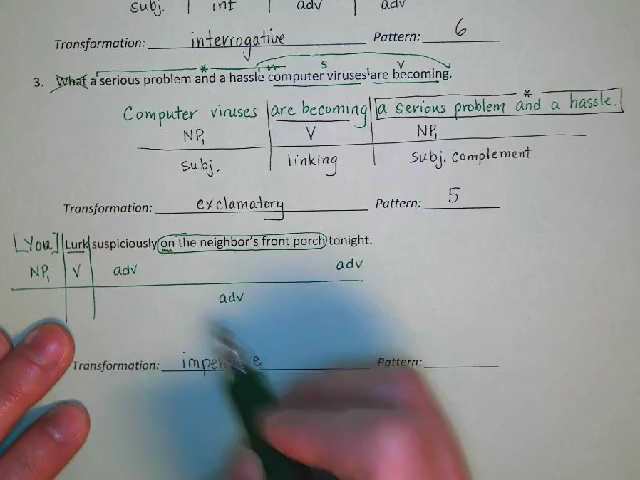 subj. int adv adv
Transformation: interrogative Pattern: 6
3. What a serious problem and a hassle computer viruses are becoming.
* ** S V
*
Computer viruses are becoming a serious problem and a hassle.
NP1 V NP1
subj. linking subj. complement
Transformation: exclamatory Pattern: 5
[You] Lurk suspiciously on the neighbor's front porch tonight.
NP1 V adv adv
adv
Transformation: Pattern: